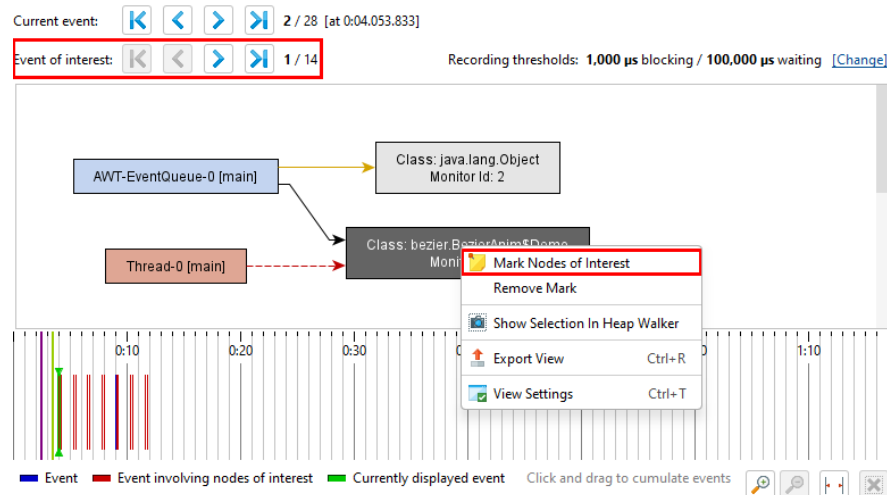 Current event: 2 / 28 [at 0:04.053.833]
Event of interest: 1 / 14 Recording thresholds: 1,000 µs blocking / 100,000 µs waiting [Change]
Class: java.lang.Object
Monitor Id: 2
AWT-EventQueue-0 [main]
Class: bezier.BezierAnim$Demo
Moni
Thread-0 [main]
Mark Nodes of Interest
Remove Mark
Show Selection In Heap Walker
Export View Ctrl+R
View Settings Ctrl+T
0:10 0:20 0:30 1:10
Event Event involving nodes of interest Currently displayed event Click and drag to cumulate events